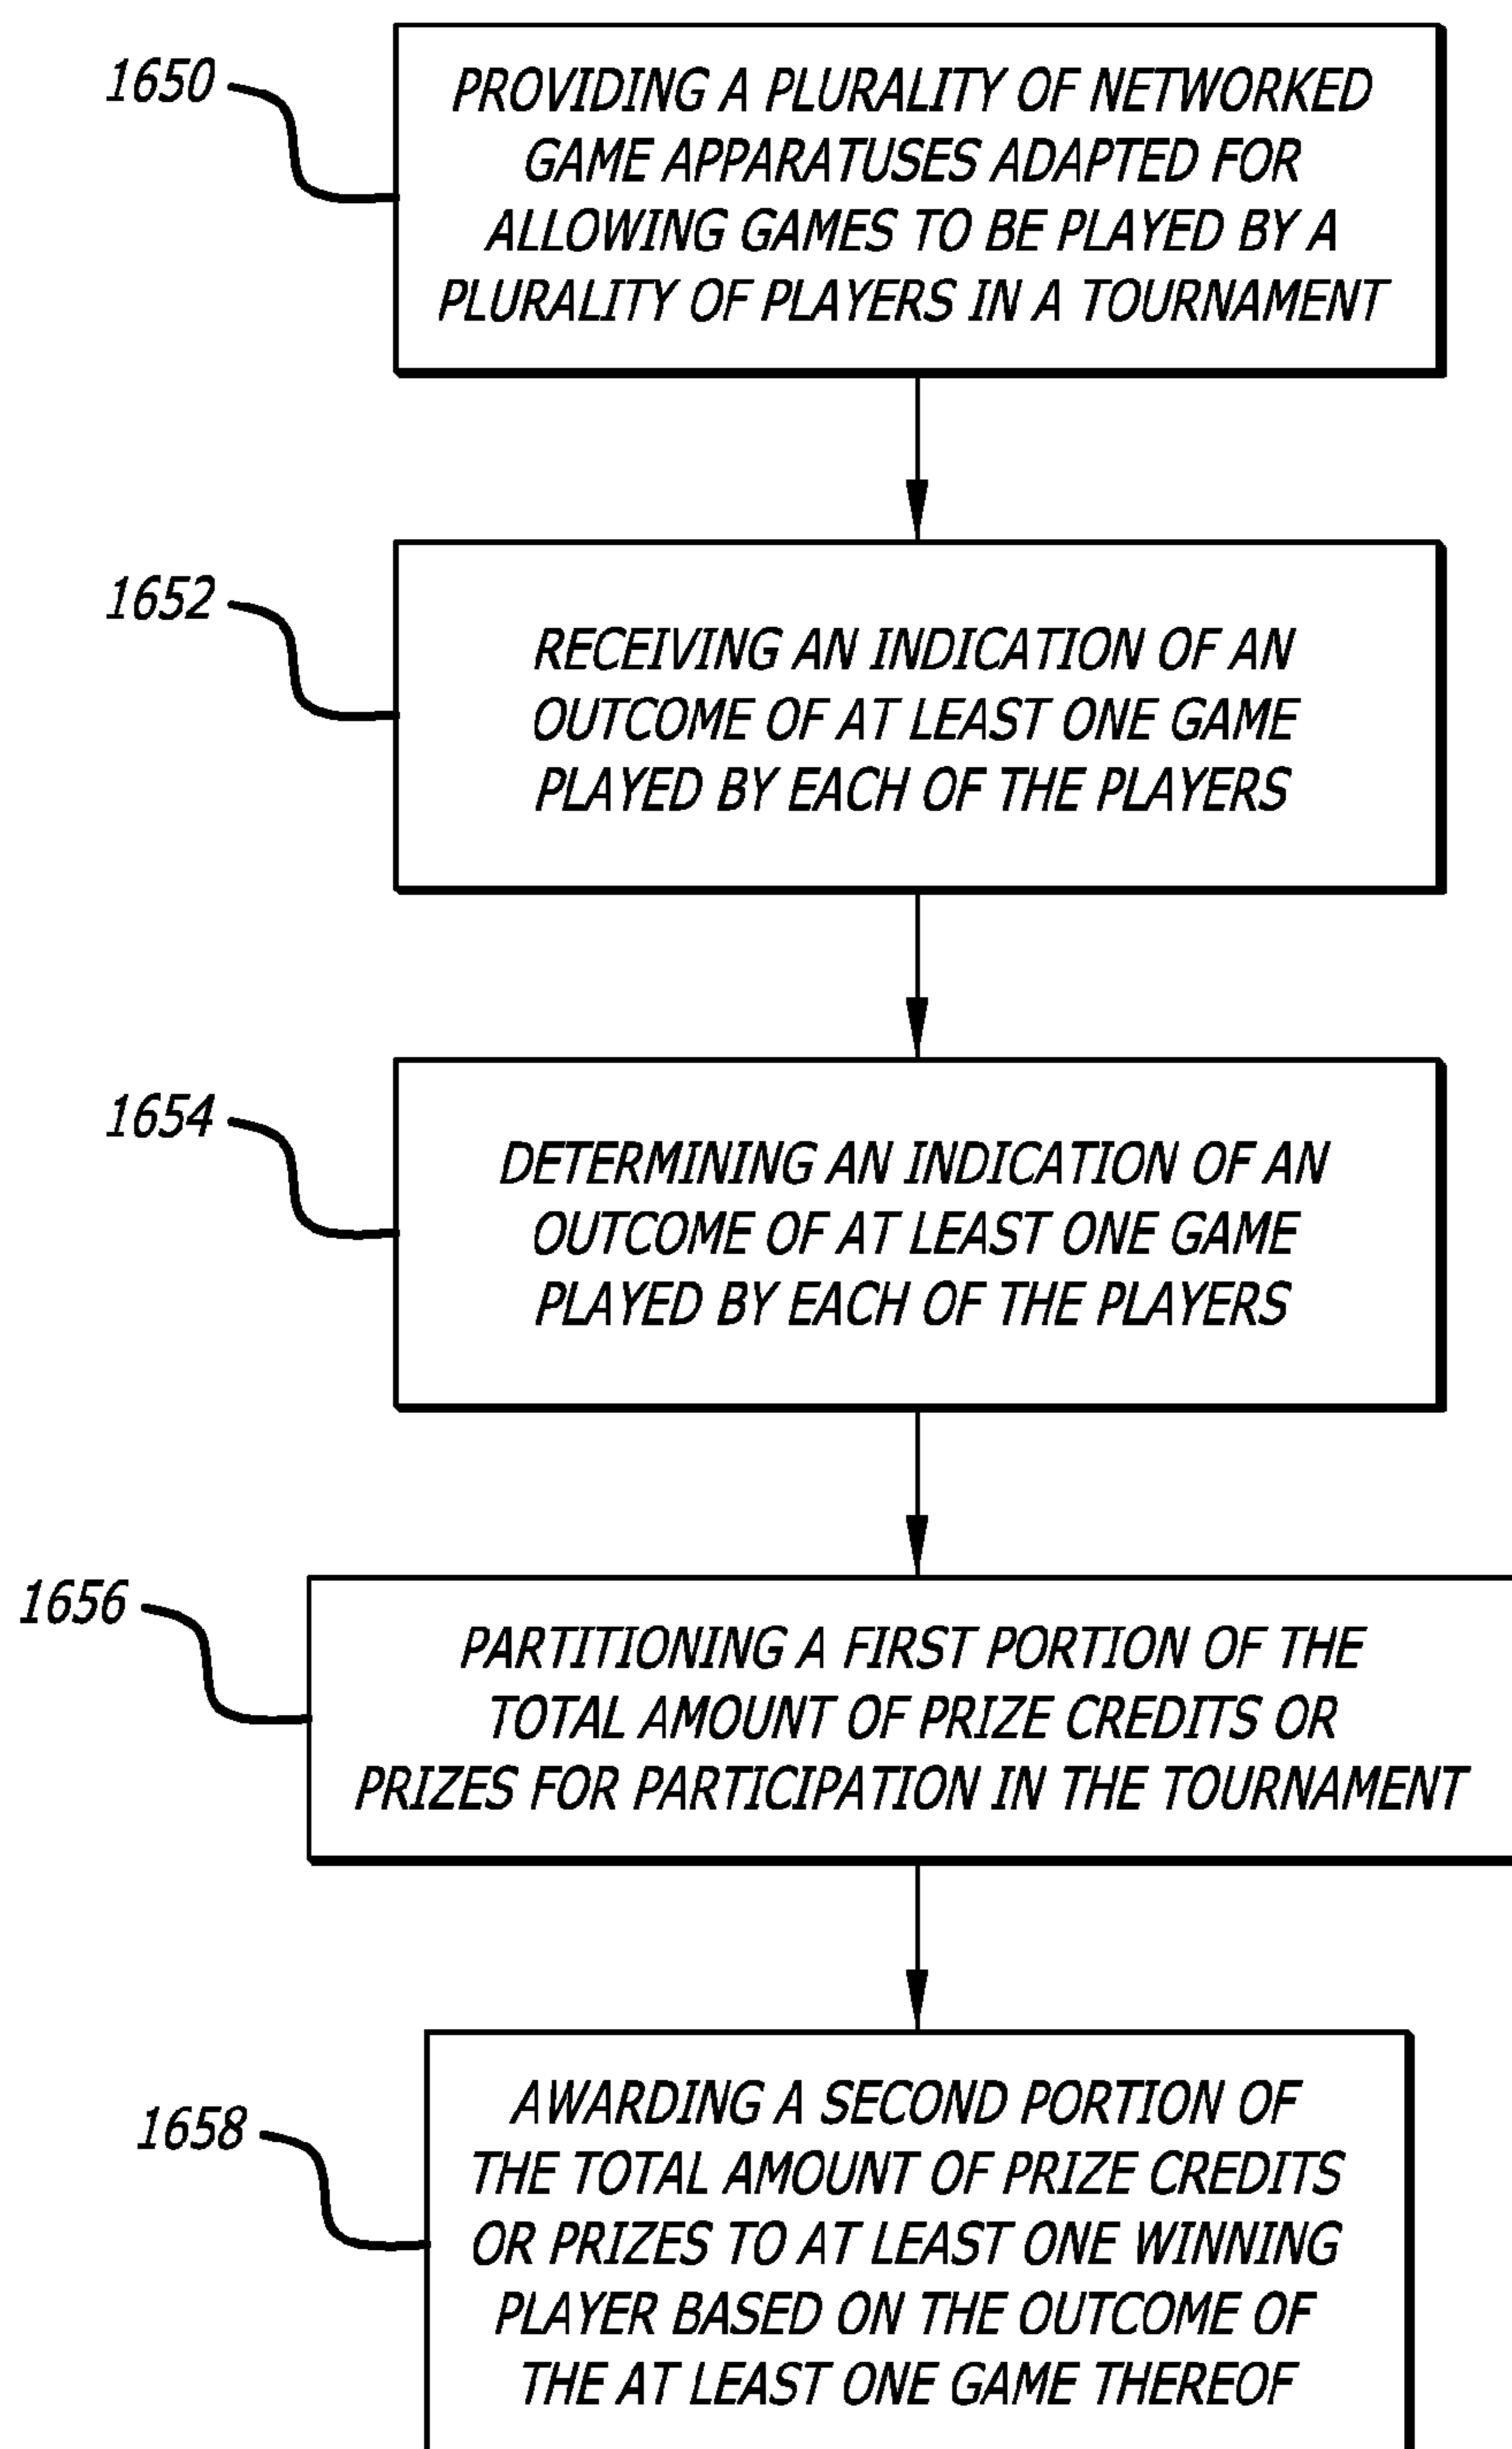 1650
PROVIDING A PLURALITY OF NETWORKED
GAME APPARATUSES ADAPTED FOR
ALLOWING GAMES TO BE PLAYED BY A
PLURALITY OF PLAYERS IN A TOURNAMENT
1652
RECEIVING AN INDICATION OF AN
OUTCOME OF AT LEAST ONE GAME
PLAYED BY EACH OF THE PLAYERS
1654
DETERMINING AN INDICATION OF AN
OUTCOME OF AT LEAST ONE GAME
PLAYED BY EACH OF THE PLAYERS
1656
PARTITIONING A FIRST PORTION OF THE
TOTAL AMOUNT OF PRIZE CREDITS OR
PRIZES FOR PARTICIPATION IN THE TOURNAMENT
1658
AWARDING A SECOND PORTION OF
THE TOTAL AMOUNT OF PRIZE CREDITS
OR PRIZES TO AT LEAST ONE WINNING
PLAYER BASED ON THE OUTCOME OF
THE AT LEAST ONE GAME THEREOF